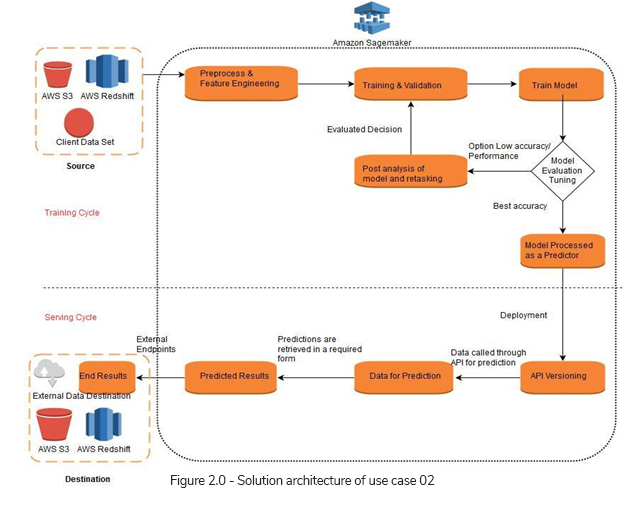 Amazon Sagemaker
AWS S3
AWS Redshift
Client Data Set
Source
Preprocess &
Feature Engineering
Training & Validation
Train Model
Evaluated Decision
Option Low accuracy/
Performance
Post analysis of
model and retasking
Model
Evaluation
Tuning
Best accuracy
Training Cycle
Model Processed
as a Predictor
Serving Cycle
Deployment
External
Endpoints
Predictions are
retrieved in a required
form
Data called through
API for prediction
End Results
Predicted Results
Data for Prediction
API Versioning
External Data Destination
AWS S3
AWS Redshift
Destination
Figure 2.0 - Solution architecture of use case 02